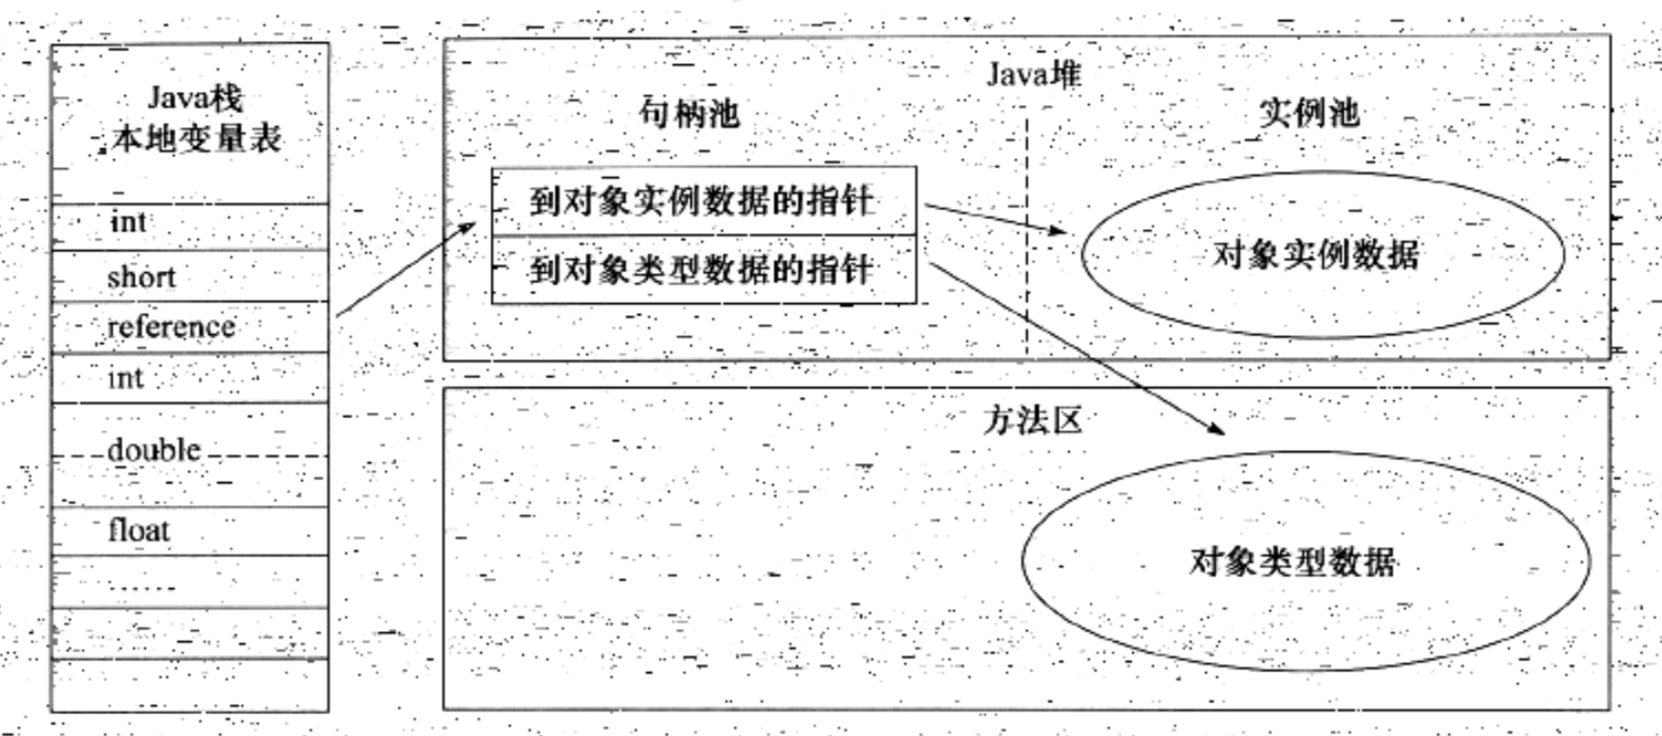 Java栈
本地变量表
int
short
reference
int
double
float
......
Java堆
句柄池
实例池
到对象实例数据的指针
到对象类型数据的指针
对象实例数据
方法区
对象类型数据